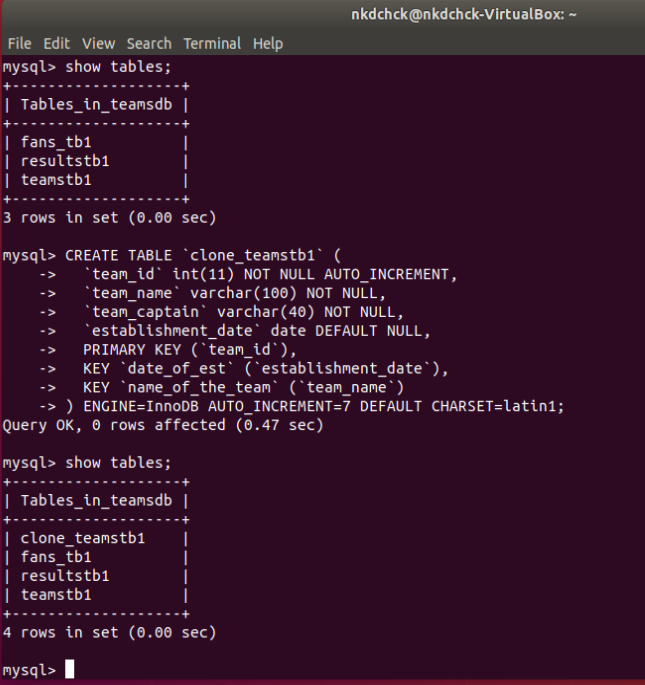 nkdchck@nkdchck-VirtualBox: ~
File Edit View Search Terminal Help
mysql> show tables;
+-------------------+
| Tables_in_teamsdb |
+-------------------+
| fans_tb1          |
| resultstb1        |
| teamstb1          |
+-------------------+
3 rows in set (0.00 sec)
mysql> CREATE TABLE `clone_teamstb1` (
    ->   `team_id` int(11) NOT NULL AUTO_INCREMENT,
    ->   `team_name` varchar(100) NOT NULL,
    ->   `team_captain` varchar(40) NOT NULL,
    ->   `establishment_date` date DEFAULT NULL,
    ->   PRIMARY KEY (`team_id`),
    ->   KEY `date_of_est` (`establishment_date`),
    ->   KEY `name_of_the_team` (`team_name`)
    -> ) ENGINE=InnoDB AUTO_INCREMENT=7 DEFAULT CHARSET=latin1;
Query OK, 0 rows affected (0.47 sec)
mysql> show tables;
+-------------------+
| Tables_in_teamsdb |
+-------------------+
| clone_teamstb1    |
| fans_tb1          |
| resultstb1        |
| teamstb1          |
+-------------------+
4 rows in set (0.00 sec)
mysql>